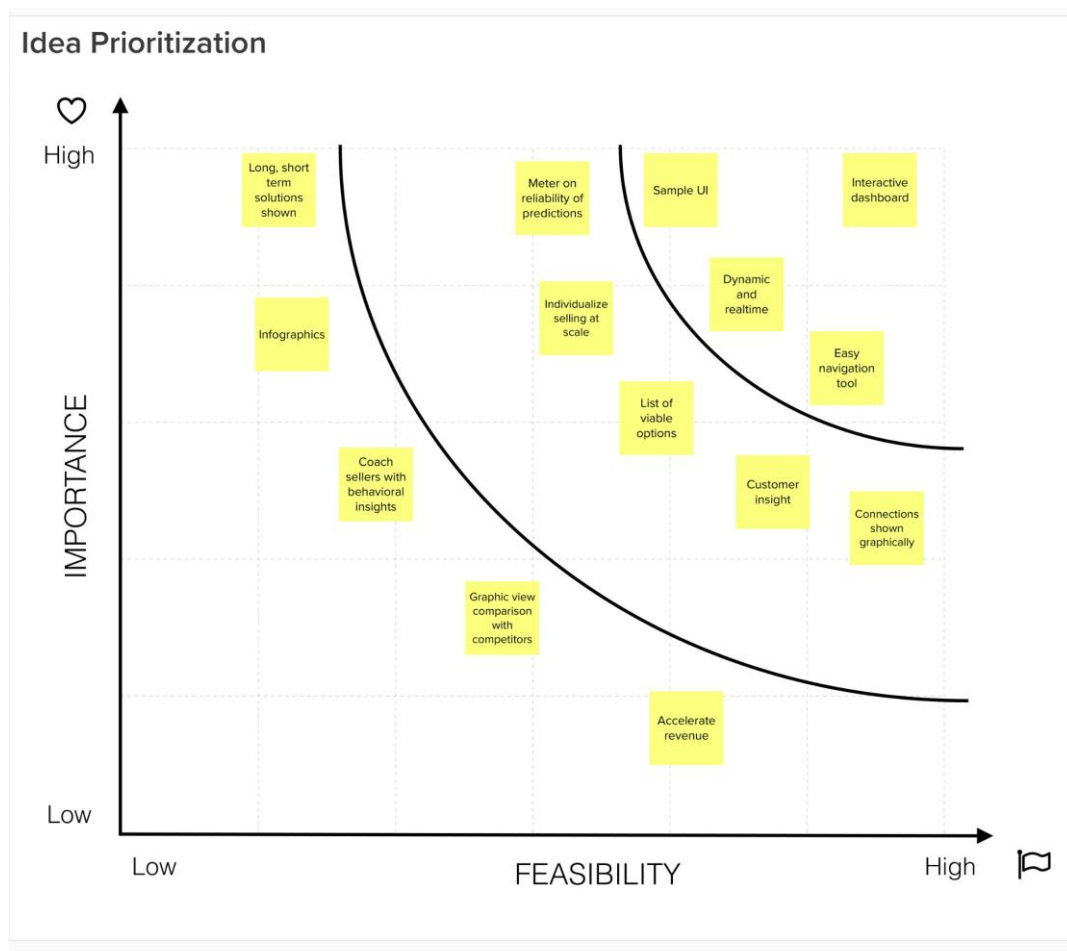 Idea Prioritization
High
Long, short
term
solutions
shown
Meter on
reliability of
predictions
Sample UI
Interactive
dashboard
Dynamic
and
realtime
Individualize
selling at
scale
Infographics
Easy
navigation
tool
List of
viable
options
Coach
sellers with
behavioral
insights
Customer
insight
Connections
shown
graphically
IMPORTANCE
Graphic view
comparison
with
competitors
Accelerate
revenue
Low
Low
FEASIBILITY
High